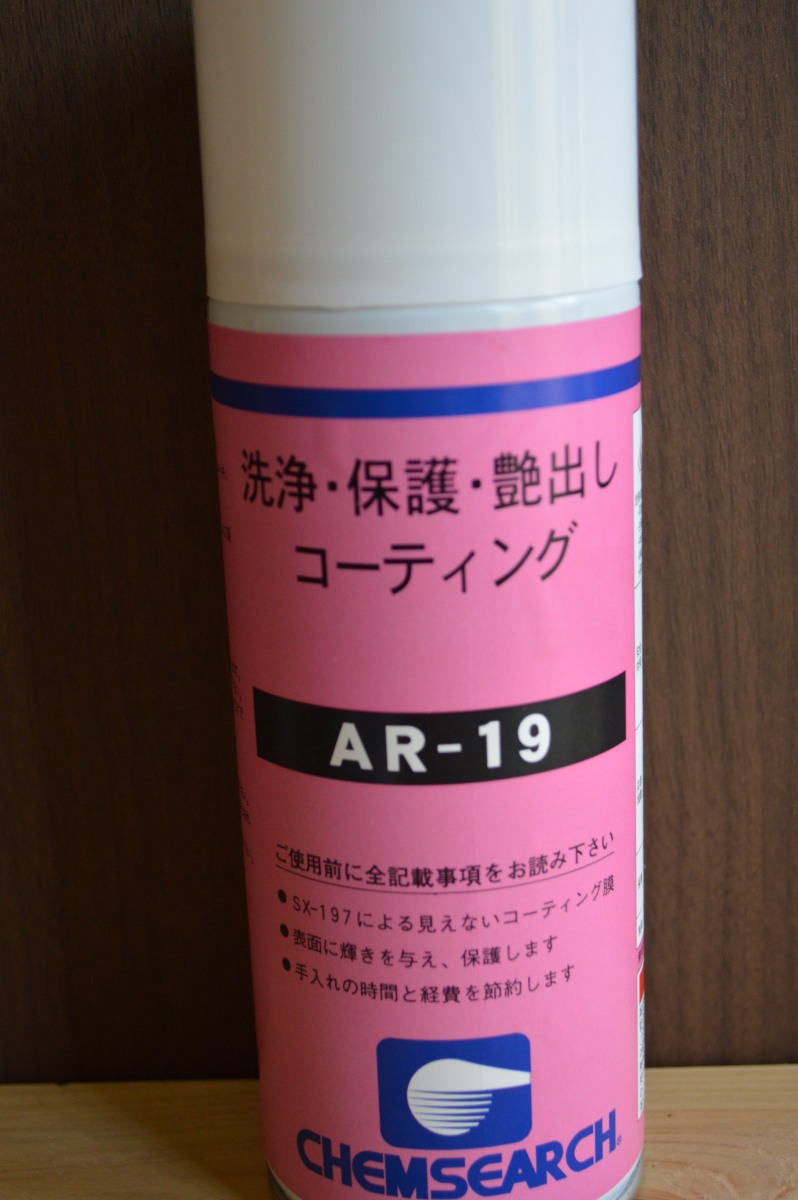 洗浄・保護・艶出し
コーティング
AR-19
ご使用前に全記載事項をお読み下さい
●SX-197による見えないコーティング膜
●表面に輝きを与え、保護します
●手入れの時間と経費を節約します
CHEMSEARCH®